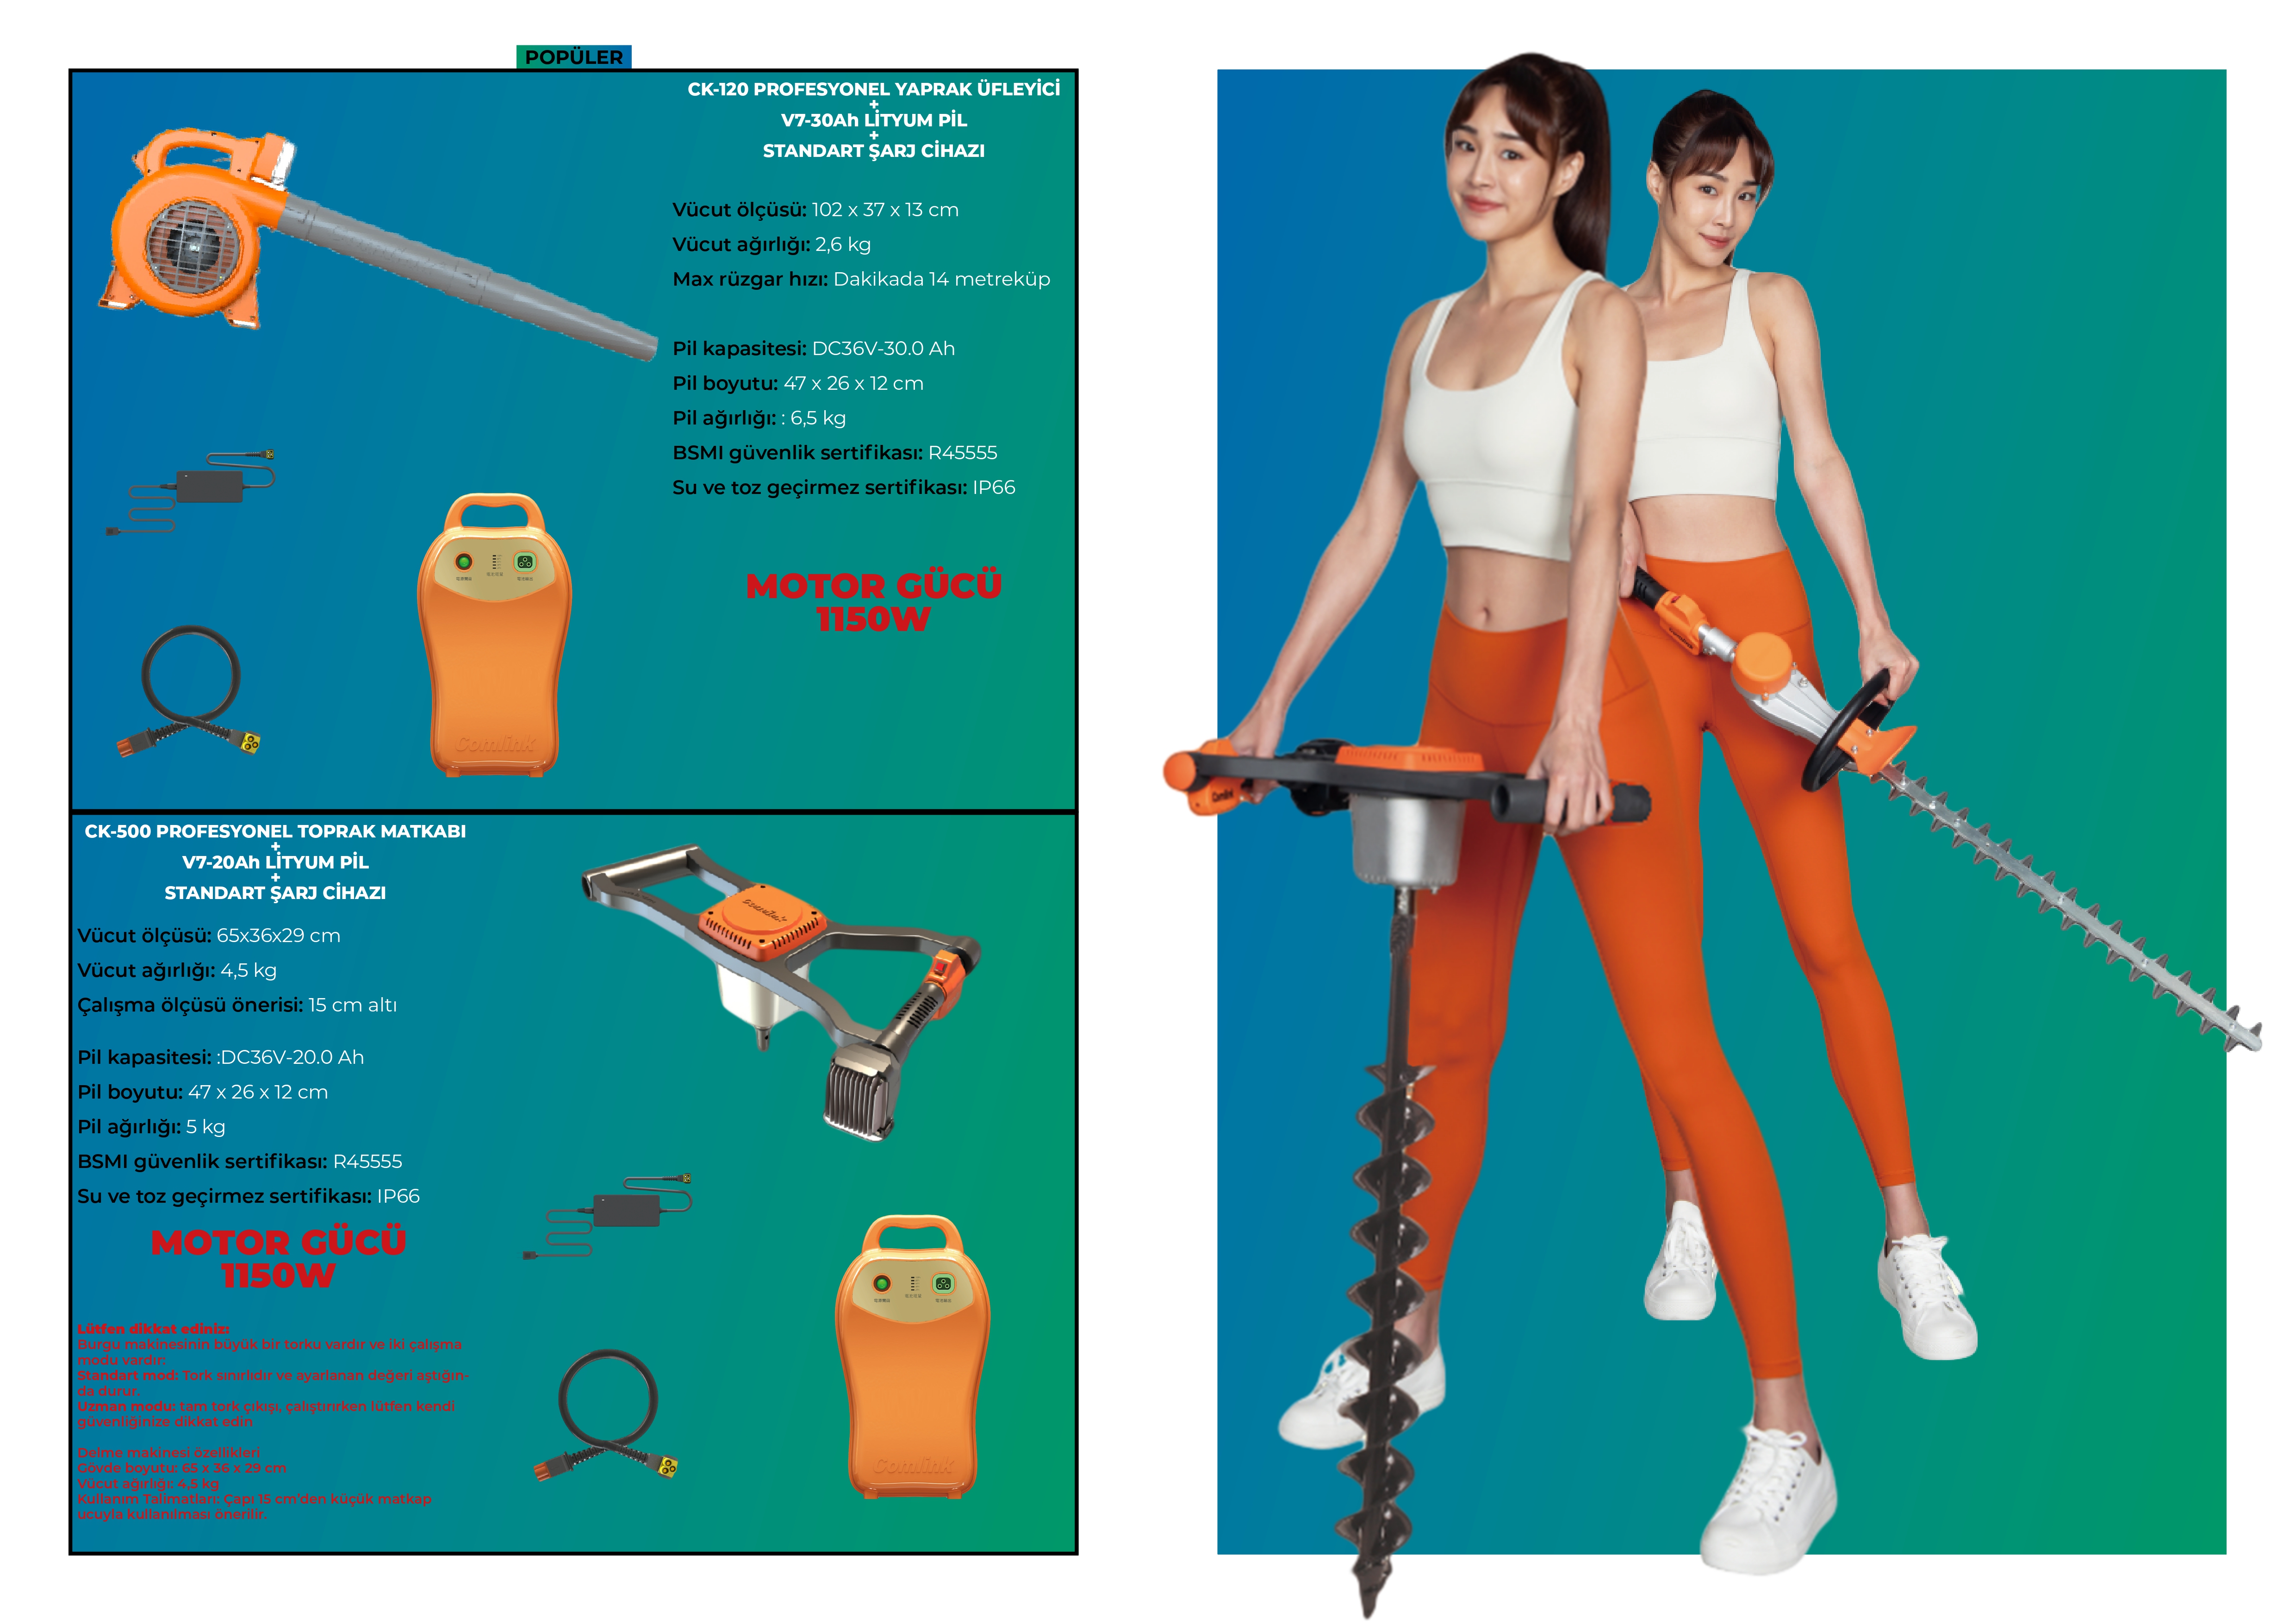 POPÜLER
CK-120 PROFESYONEL YAPRAK ÜFLEYİCİ
+
V7-30Ah LİTYUM PİL
+
STANDART ŞARJ CİHAZI
Vücut ölçüsü: 102 x 37 x 13 cm
Vücut ağırlığı: 2,6 kg
Max rüzgar hızı: Dakikada 14 metreküp
Pil kapasitesi: DC36V-30.0 Ah
Pil boyutu: 47 x 26 x 12 cm
Pil ağırlığı: : 6,5 kg
BSMI güvenlik sertifikası: R45555
Su ve toz geçirmez sertifikası: IP66
MOTOR GÜCÜ
1150W
Comlink
CK-500 PROFESYONEL TOPRAK MATKABI
+
V7-20Ah LİTYUM PİL
+
STANDART ŞARJ CİHAZI
Vücut ölçüsü: 65x36x29 cm
Vücut ağırlığı: 4,5 kg
Çalışma ölçüsü önerisi: 15 cm altı
Pil kapasitesi: :DC36V-20.0 Ah
Pil boyutu: 47 x 26 x 12 cm
Pil ağırlığı: 5 kg
BSMI güvenlik sertifikası: R45555
Su ve toz geçirmez sertifikası: IP66
MOTOR GÜCÜ
1150W
Lütfen dikkat ediniz:
Burgu makinesinin büyük bir torku vardır ve iki çalışma
modu vardır:
Standart mod: Tork sınırlıdır ve ayarlanan değeri aştığın-
da durur.
Uzman modu: tam tork çıkışı, çalıştırırken lütfen kendi
güvenliğinize dikkat edin
Delme makinesi özellikleri
Gövde boyutu: 65 x 36 x 29 cm
Vücut ağırlığı: 4,5 kg
Kullanım Talimatları: Çapı 15 cm'den küçük matkap
ucuyla kullanılması önerilir.
Comlink
Comlink